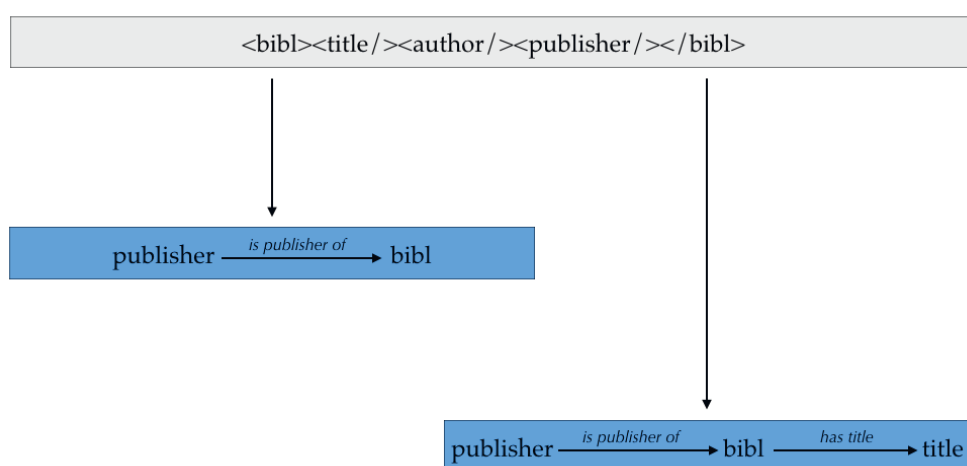 <bibl><title/><author/><publisher/></bibl>
publisher is publisher of bibl
publisher is publisher of bibl has title title